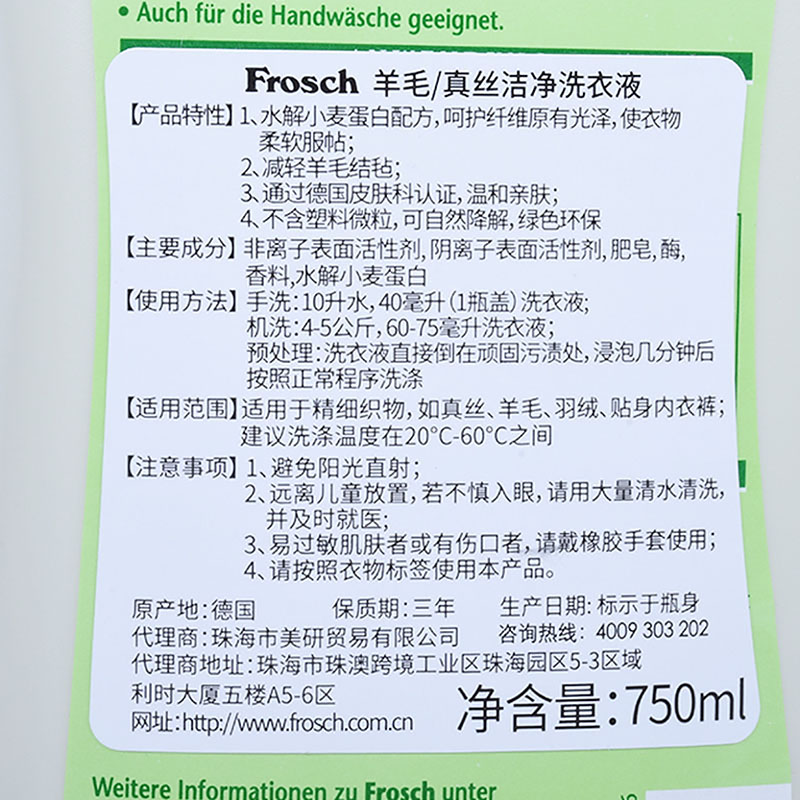 • Auch für die Handwäsche geeignet.
Frosch 羊毛/真丝洁净洗衣液
【产品特性】1、水解小麦蛋白配方,呵护纤维原有光泽,使衣物
柔软服帖;
2、减轻羊毛结毡;
3、通过德国皮肤科认证,温和亲肤;
4、不含塑料微粒,可自然降解,绿色环保
【主要成分】非离子表面活性剂,阴离子表面活性剂,肥皂,酶,
香料,水解小麦蛋白
【使用方法】手洗:10升水,40毫升(1瓶盖)洗衣液;
机洗:4-5公斤,60-75毫升洗衣液;
预处理:洗衣液直接倒在顽固污渍处,浸泡几分钟后
按照正常程序洗涤
【适用范围】适用于精细织物,如真丝、羊毛、羽绒、贴身内衣裤;
建议洗涤温度在20°C-60°C之间
【注意事项】1、避免阳光直射;
2、远离儿童放置,若不慎入眼,请用大量清水清洗,
并及时就医;
3、易过敏肌肤者或有伤口者,请戴橡胶手套使用;
4、请按照衣物标签使用本产品。
原产地:德国 保质期:三年 生产日期:标示于瓶身
代理商:珠海市美研贸易有限公司 咨询热线: 4009 303 202
代理商地址:珠海市珠澳跨境工业区珠海园区5-3区域
利时大厦五楼A5-6区
网址:http://www.frosch.com.cn
净含量:750ml
Weitere Informationen zu Frosch unter